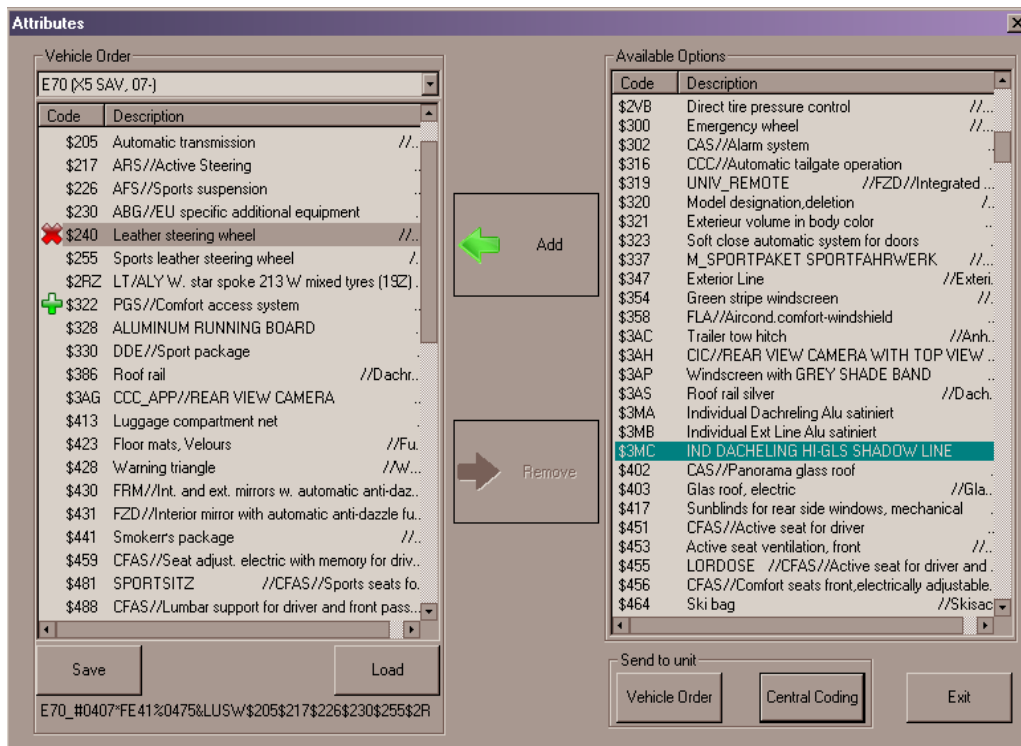 Attributes
Vehicle Order
E70 (X5 SAV, 07-)
Code Description
$205 Automatic transmission //..
$217 ARS//Active Steering .
$226 AFS//Sports suspension .
$230 ABG//EU specific additional equipment .
$240 Leather steering wheel //..
$255 Sports leather steering wheel /.
$2RZ LT/ALY W. star spoke 213 W mixed tyres (19Z) .
$322 PGS//Comfort access system ..
$328 ALUMINUM RUNNING BOARD .
$330 DDE//Sport package .
$386 Roof rail //Dachr..
$3AG CCC_APP//REAR VIEW CAMERA ..
$413 Luggage compartment net .
$423 Floor mats, Velours //Fu.
$428 Warning triangle //W...
$430 FRM//Int. and ext. mirrors w. automatic anti-daz..
$431 FZD//Interior mirror with automatic anti-dazzle fu..
$441 Smoker's package //..
$459 CFAS//Seat adjust. electric with memory for driv..
$481 SPORTSITZ //CFAS//Sports seats fo.
$488 CFAS//Lumbar support for driver and front pass...
Save
Load
E70_#0407*FE41%0475&LUSW$205$217$226$230$255$2R
Add
Remove
Available Options
Code Description
$2VB Direct tire pressure control //...
$300 Emergency wheel //...
$302 CAS//Alarm system ..
$316 CCC//Automatic tailgate operation .
$319 UNIV_REMOTE //FZD//Integrated ...
$320 Model designation,deletion /..
$321 Exterieur volume in body color ..
$323 Soft close automatic system for doors .
$337 M_SPORTPAKET SPORTFAHRWERK //...
$347 Exterior Line //Exteri.
$354 Green stripe windscreen //.
$358 FLA//Aircond.comfort-windshield ..
$3AC Trailer tow hitch //Anh..
$3AH CIC//REAR VIEW CAMERA WITH TOP VIEW ..
$3AP Windscreen with GREY SHADE BAND ..
$3AS Roof rail silver //Dach.
$3MA Individual Dachreling Alu satiniert
$3MB Individual Ext Line Alu satiniert
$3MC IND DACHELING HI-GLS SHADOW LINE
$402 CAS//Panorama glass roof .
$403 Glas roof, electric //Gla..
$417 Sunblinds for rear side windows, mechanical .
$451 CFAS//Active seat for driver ..
$453 Active seat ventilation, front //..
$455 LORDOSE //CFAS//Active seat for driver and .
$456 CFAS//Comfort seats front,electrically adjustable.
$464 Ski bag //Skisac
Send to unit
Vehicle Order
Central Coding
Exit